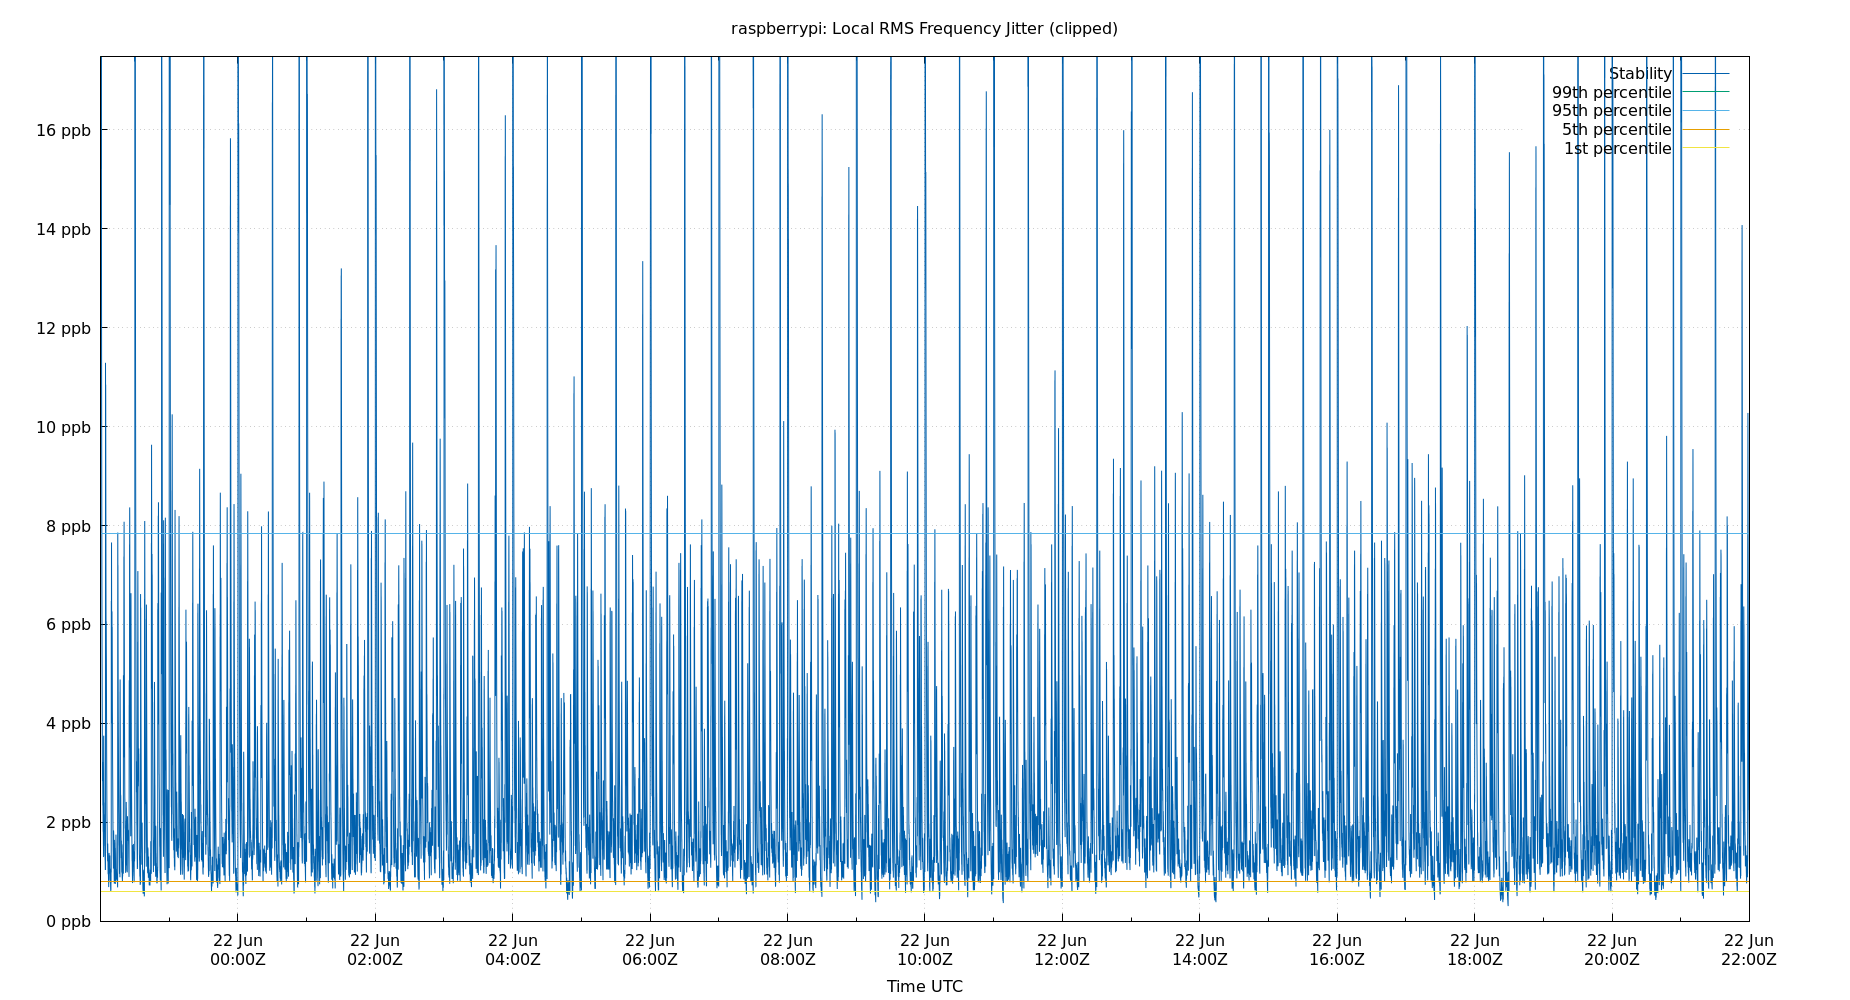 raspberrypi: Local RMS Frequency Jitter (clipped)
Stability
99th percentile
95th percentile
5th percentile
1st percentile
16 ppb
14 ppb
12 ppb
10 ppb
8 ppb
6 ppb
4 ppb
2 ppb
0 ppb
22 Jun 22 Jun 22 Jun 22 Jun 22 Jun 22 Jun 22 Jun 22 Jun 22 Jun 22 Jun 22 Jun 22 Jun
00:00Z 02:00Z 04:00Z 06:00Z 08:00Z 10:00Z 12:00Z 14:00Z 16:00Z 18:00Z 20:00Z 22:00Z
Time UTC